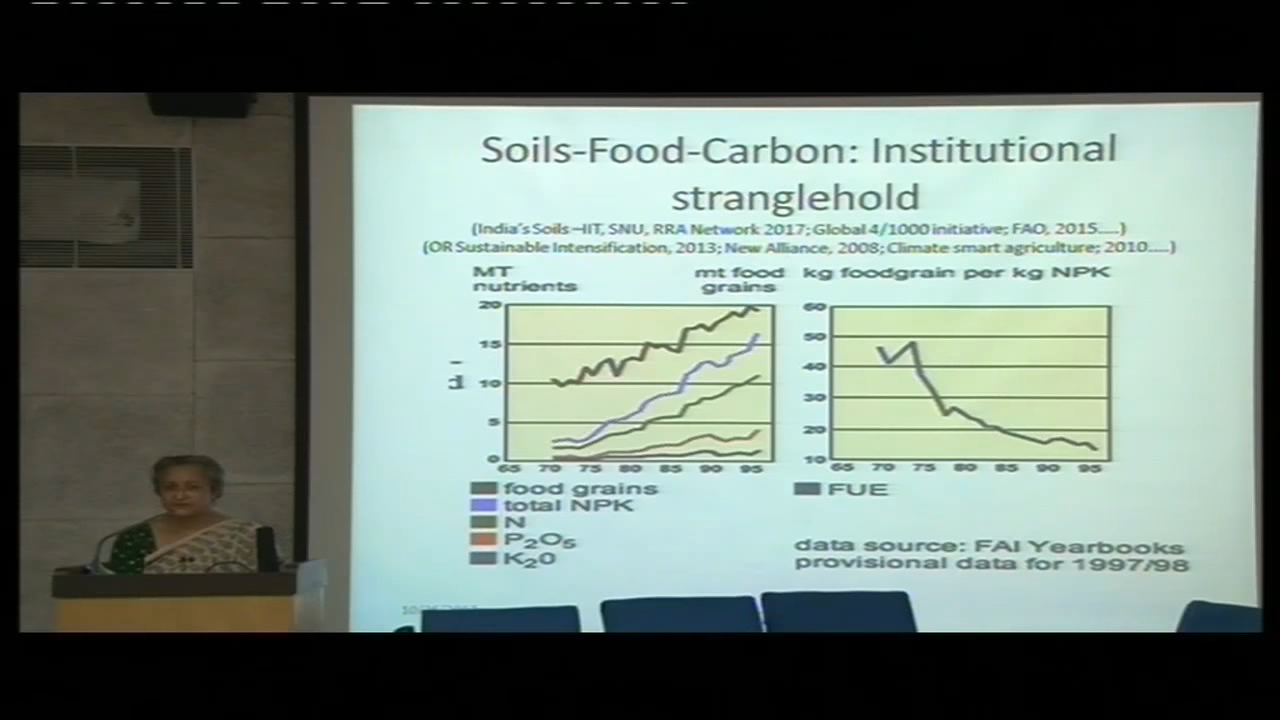 Soils-Food-Carbon: Institutional
stranglehold
(India's Soils –IIT, SNU, RRA Network 2017; Global 4/1000 initiative; FAO, 2015.....)
(OR Sustainable Intensification, 2013; New Alliance, 2008; Climate smart agriculture; 2010.....)
MT
nutrients
mt food
grains
20
15
10
5
0
65 70 75 80 85 90 95
food grains
total NPK
N
P2O5
K20
kg foodgrain per kg NPK
60
50
40
30
20
10
65 70 75 80 85 90 95
FUE
data source: FAI Yearbooks
provisional data for 1997/98